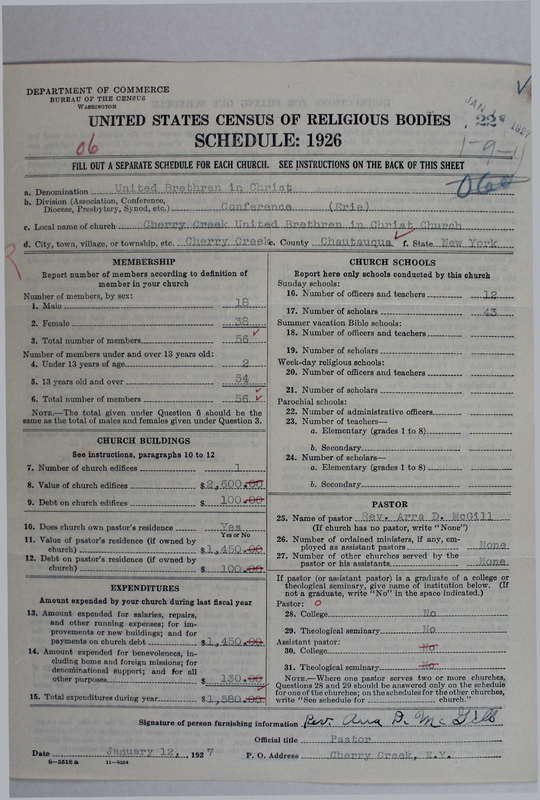 DEPARTMENT OF COMMERCE
BUREAU OF THE CENSUS
WASHINGTON
UNITED STATES CENSUS OF RELIGIOUS BODIES
SCHEDULE: 1926
06
22
1-9-1
FILL OUT A SEPARATE SCHEDULE FOR EACH CHURCH. SEE INSTRUCTIONS ON THE BACK OF THIS SHEET
a. Denomination United Brethren in Christ
b. Division (Association, Conference, Diocese, Presbytery, Synod, etc.) Conference (Erie)
c. Local name of church Cherry Creek United Brethren in Christ Church
d. City, town, village, or township, etc. Cherry Creek e. County Chautauqua f. State New York
MEMBERSHIP
Report number of members according to definition of
member in your church
Number of members, by sex:
1. Male 18
2. Female 38
3. Total number of members 56
Number of members under and over 13 years old:
4. Under 13 years of age 2
5. 13 years old and over 54
6. Total number of members 56
NOTE.—The total given under Question 6 should be the
same as the total of males and females given under Question 3.
CHURCH BUILDINGS
See instructions, paragraphs 10 to 12
7. Number of church edifices 1
8. Value of church edifices $2,600.00
9. Debt on church edifices $ 100.00
10. Does church own pastor's residence Yes
Yes or No
11. Value of pastor's residence (if owned by
church) $1,450.00
12. Debt on pastor's residence (if owned by
church) $ 100.00
EXPENDITURES
Amount expended by your church during last fiscal year
13. Amount expended for salaries, repairs,
and other running expenses; for im-
provements or new buildings; and for
payments on church debt $1,450.00
14. Amount expended for benevolences, in-
cluding home and foreign missions; for
denominational support; and for all
other purposes $ 130.00
15. Total expenditures during year $1,580.00
CHURCH SCHOOLS
Report here only schools conducted by this church
Sunday schools:
16. Number of officers and teachers 12
17. Number of scholars 43
Summer vacation Bible schools:
18. Number of officers and teachers
19. Number of scholars
Week-day religious schools:
20. Number of officers and teachers
21. Number of scholars
Parochial schools:
22. Number of administrative officers
23. Number of teachers—
a. Elementary (grades 1 to 8)
b. Secondary
24. Number of scholars—
a. Elementary (grades 1 to 8)
b. Secondary
PASTOR
25. Name of pastor Rev. Arra D. McGill
(If church has no pastor, write "None")
26. Number of ordained ministers, if any, em-
ployed as assistant pastors None
27. Number of other churches served by the
pastor or his assistants None
If pastor (or assistant pastor) is a graduate of a college or
theological seminary, give name of institution below. (If
not a graduate, write "No" in the space indicated.)
Pastor: 0
28. College No
29. Theological seminary No
Assistant pastor:
30. College No
31. Theological seminary No
NOTE.—Where one pastor serves two or more churches,
Questions 28 and 29 should be answered only on the schedule
for one of the churches; on the schedules for the other churches,
write "See schedule for church."
Signature of person furnishing information Rev. Arra D. McGill
Official title Pastor
Date January 12, 1927
P. O. Address Cherry Creek, N.Y.